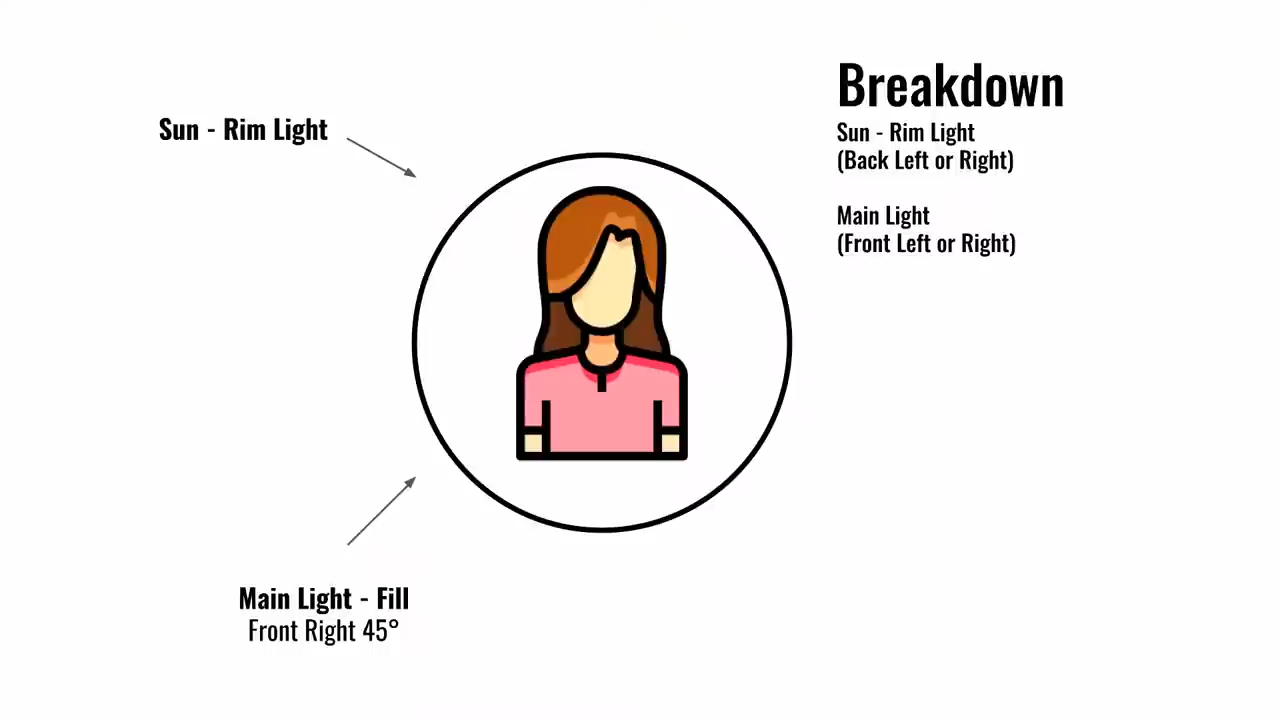 Breakdown
Sun - Rim Light
Sun - Rim Light
(Back Left or Right)
Main Light
(Front Left or Right)
Main Light - Fill
Front Right 45°